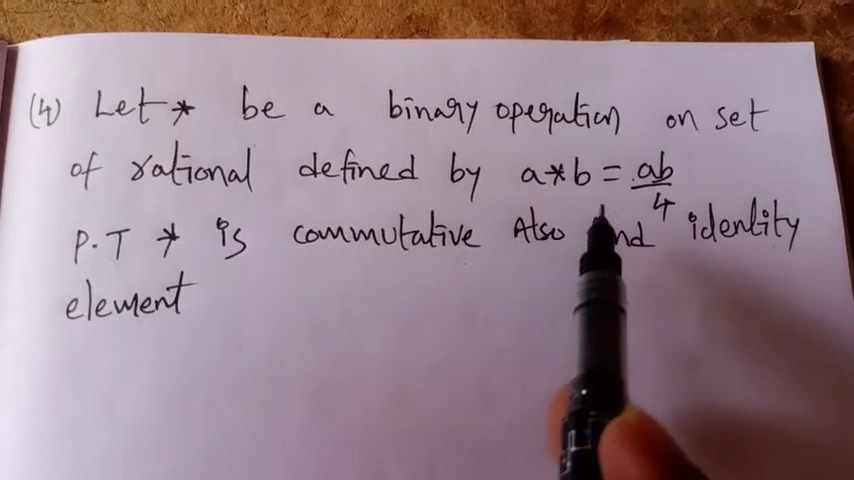 (4) Let * be a binary operation on set
of rational defined by a*b = ab/4
P.T * is commutative Also find identity
element